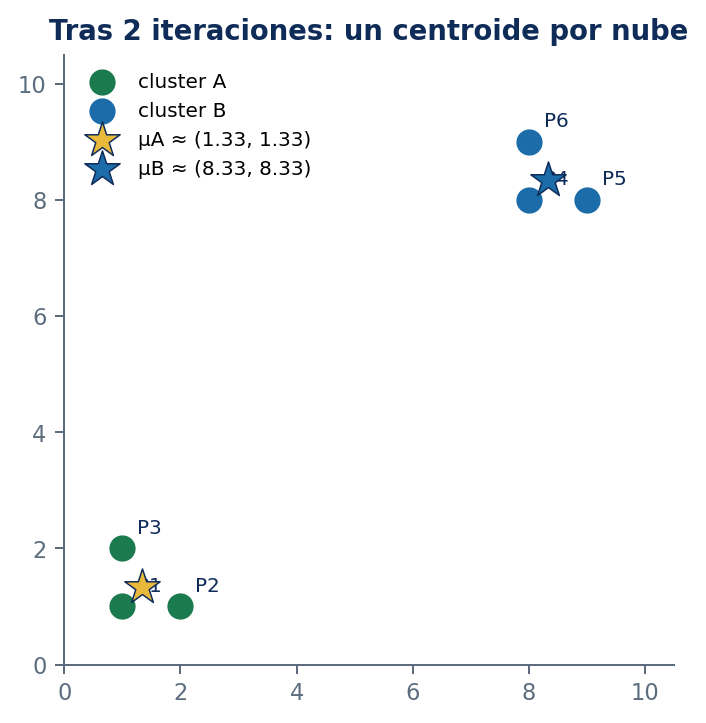 Tras 2 iteraciones: un centroide por nube
cluster A
cluster B
μA ≈ (1.33, 1.33)
μB ≈ (8.33, 8.33)
10
8
6
4
2
0
P6
P5
P3
P2
0 2 4 6 8 10